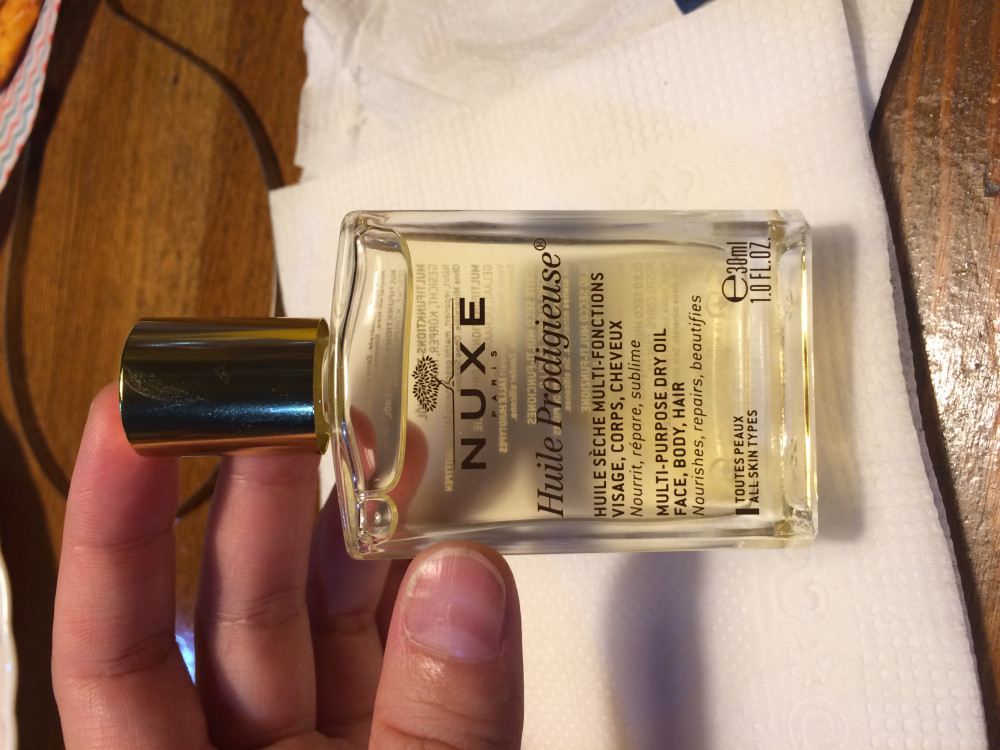 NUXE
PARIS
Huile Prodigieuse®
HUILE SÈCHE MULTI-FONCTIONS
VISAGE, CORPS, CHEVEUX
Nourrit, répare, sublime
MULTI-PURPOSE DRY OIL
FACE, BODY, HAIR
Nourishes, repairs, beautifies
TOUTES PEAUX
ALL SKIN TYPES
℮30ml
1.0 FL.OZ.